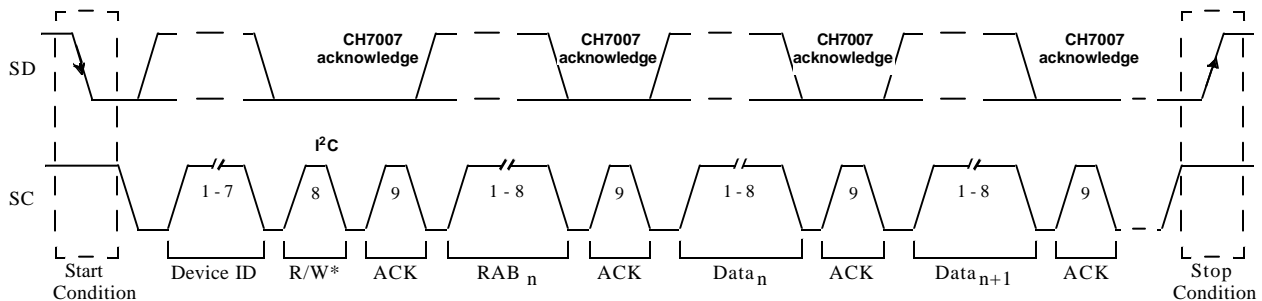 CH7007 acknowledge
CH7007 acknowledge
CH7007 acknowledge
CH7007 acknowledge
SD
I²C
SC
1 - 7
8
9
1 - 8
9
1 - 8
9
1 - 8
9
Start Condition
Device ID
R/W*
ACK
RAB n
ACK
Data n
ACK
Data n+1
ACK
Stop Condition